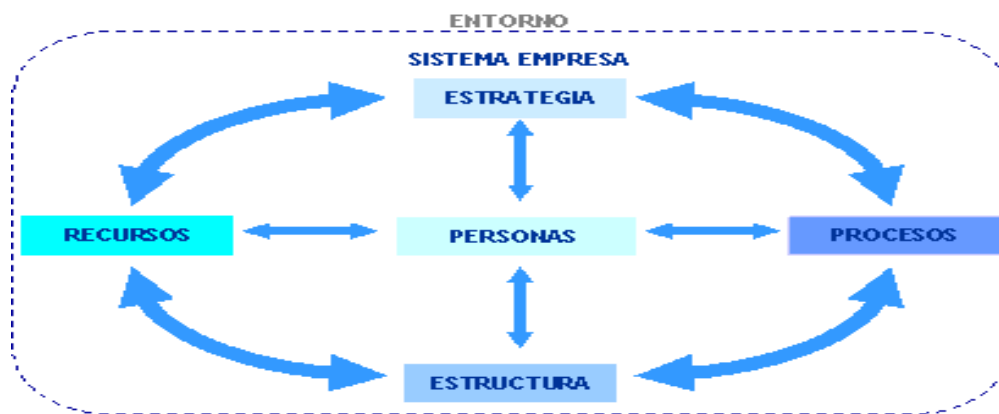 ENTORNO
SISTEMA EMPRESA
ESTRATEGIA
RECURSOS
PERSONAS
PROCESOS
ESTRUCTURA